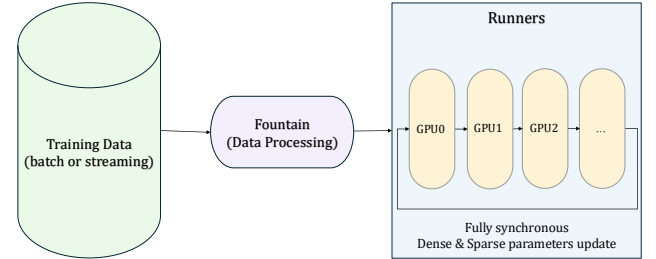 Training Data
(batch or streaming)
Fountain
(Data Processing)
Runners
GPU0
GPU1
GPU2
...
Fully synchronous
Dense & Sparse parameters update